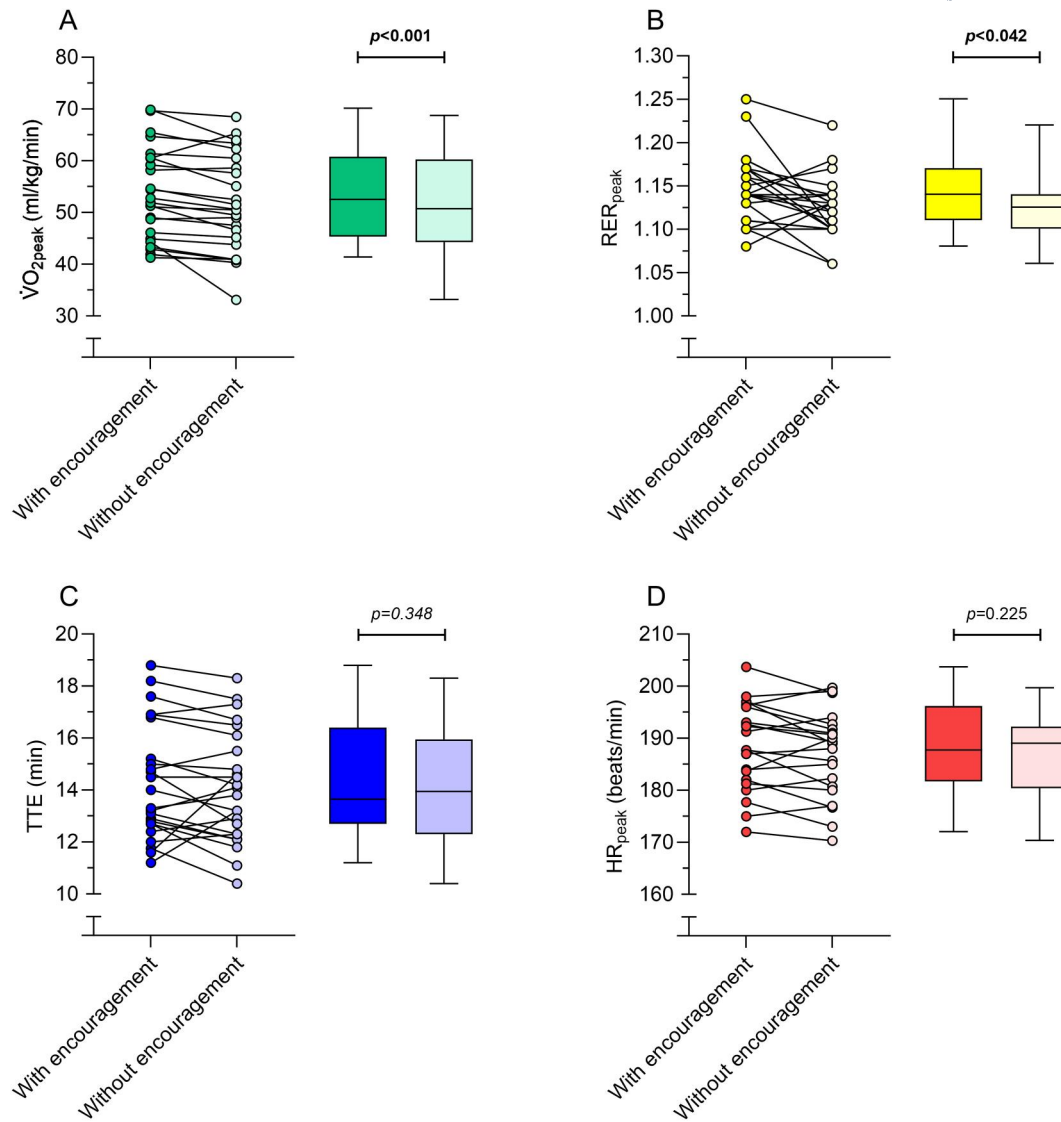 A
p<0.001
80
70
60
50
40
30
V̇O2peak (ml/kg/min)
With encouragement
Without encouragement
B
p<0.042
1.30
1.25
1.20
1.15
1.10
1.05
1.00
RERpeak
With encouragement
Without encouragement
C
p=0.348
20
18
16
14
12
10
TTE (min)
With encouragement
Without encouragement
D
p=0.225
210
200
190
180
170
160
HRpeak (beats/min)
With encouragement
Without encouragement